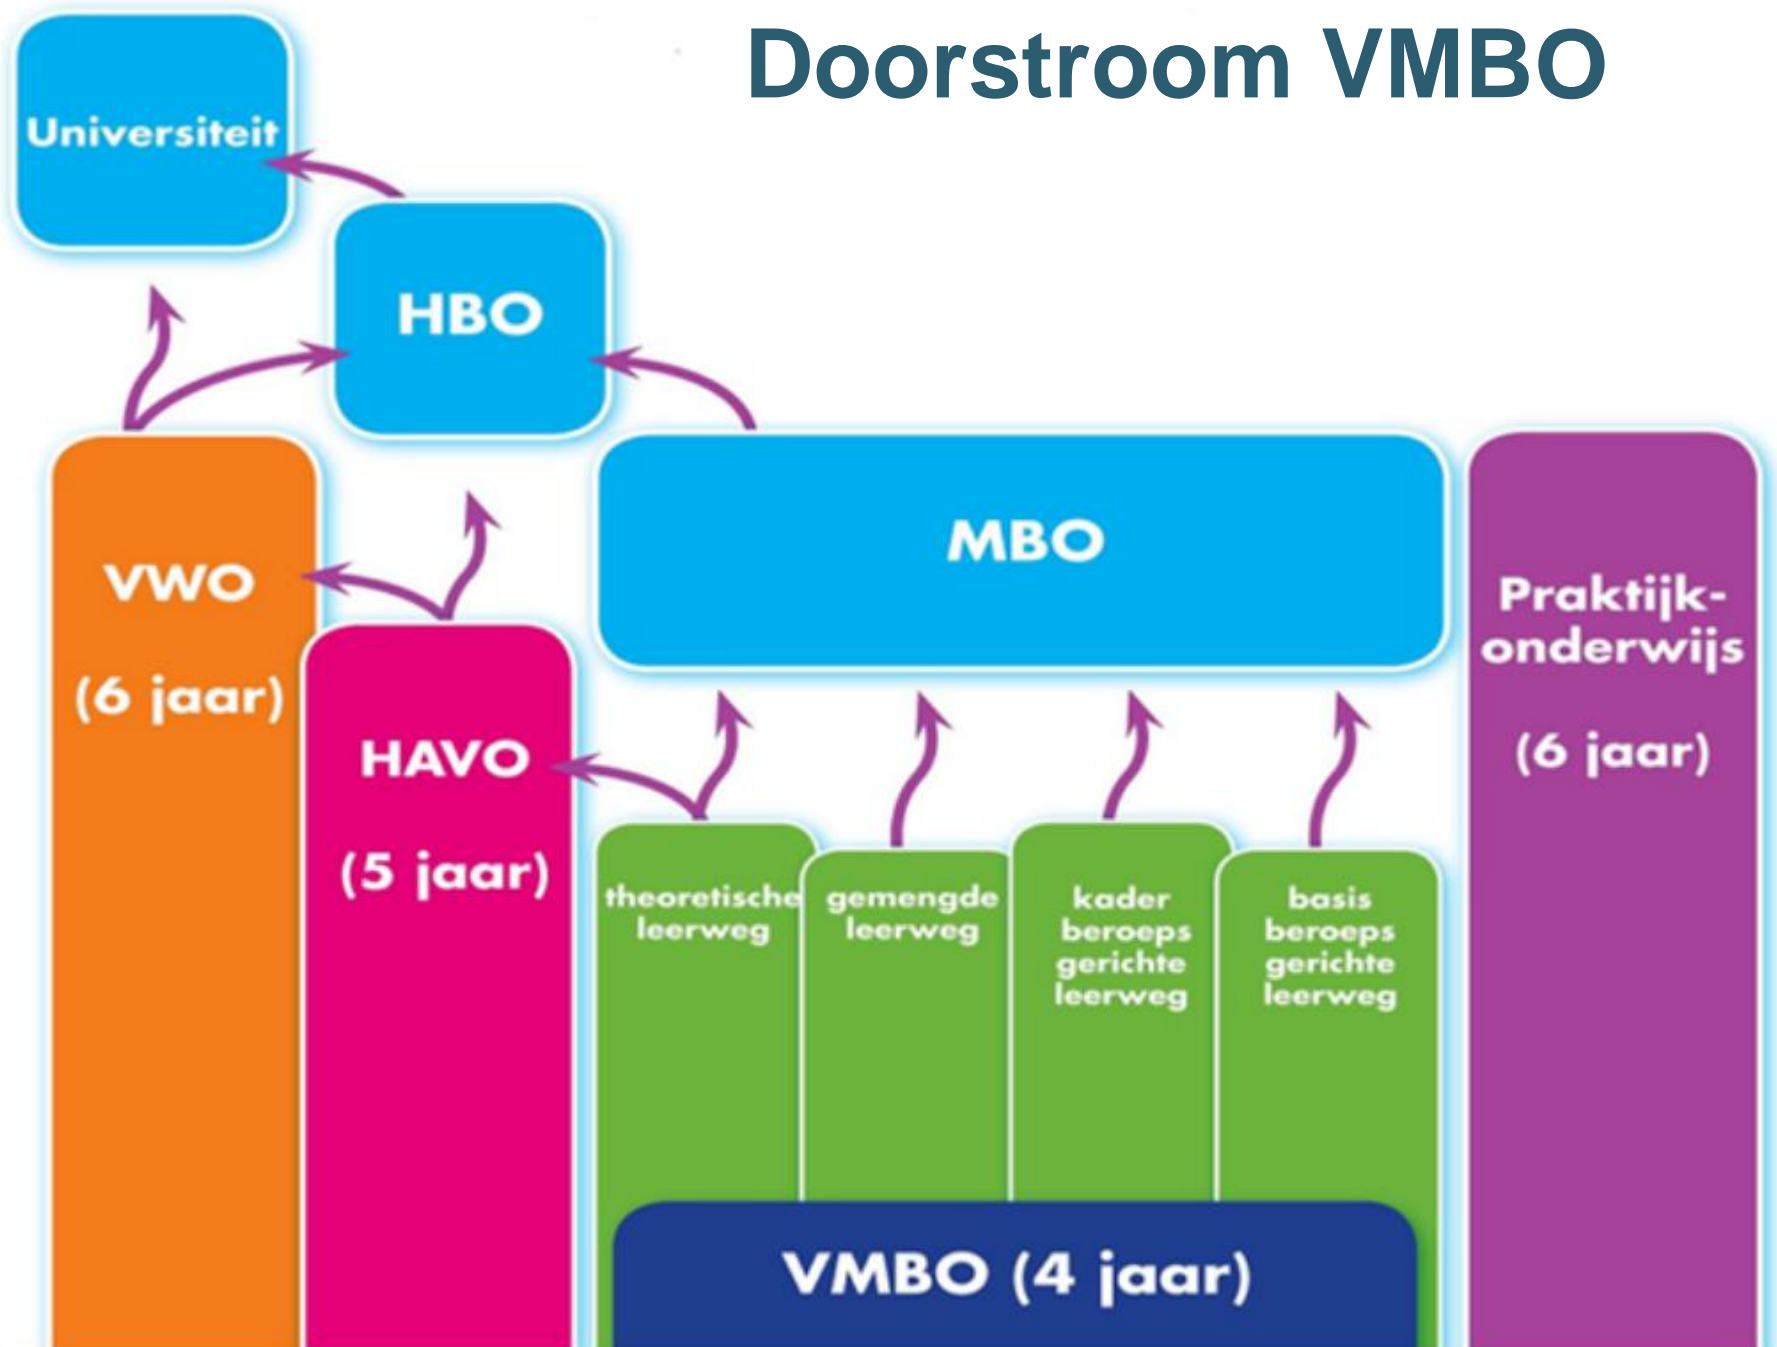 Doorstroom VMBO
Universiteit
HBO
MBO
VWO
(6 jaar)
HAVO
(5 jaar)
Praktijk-
onderwijs
(6 jaar)
theoretische
leerweg
gemengde
leerweg
kader
beroeps
gerichte
leerweg
basis
beroeps
gerichte
leerweg
VMBO (4 jaar)